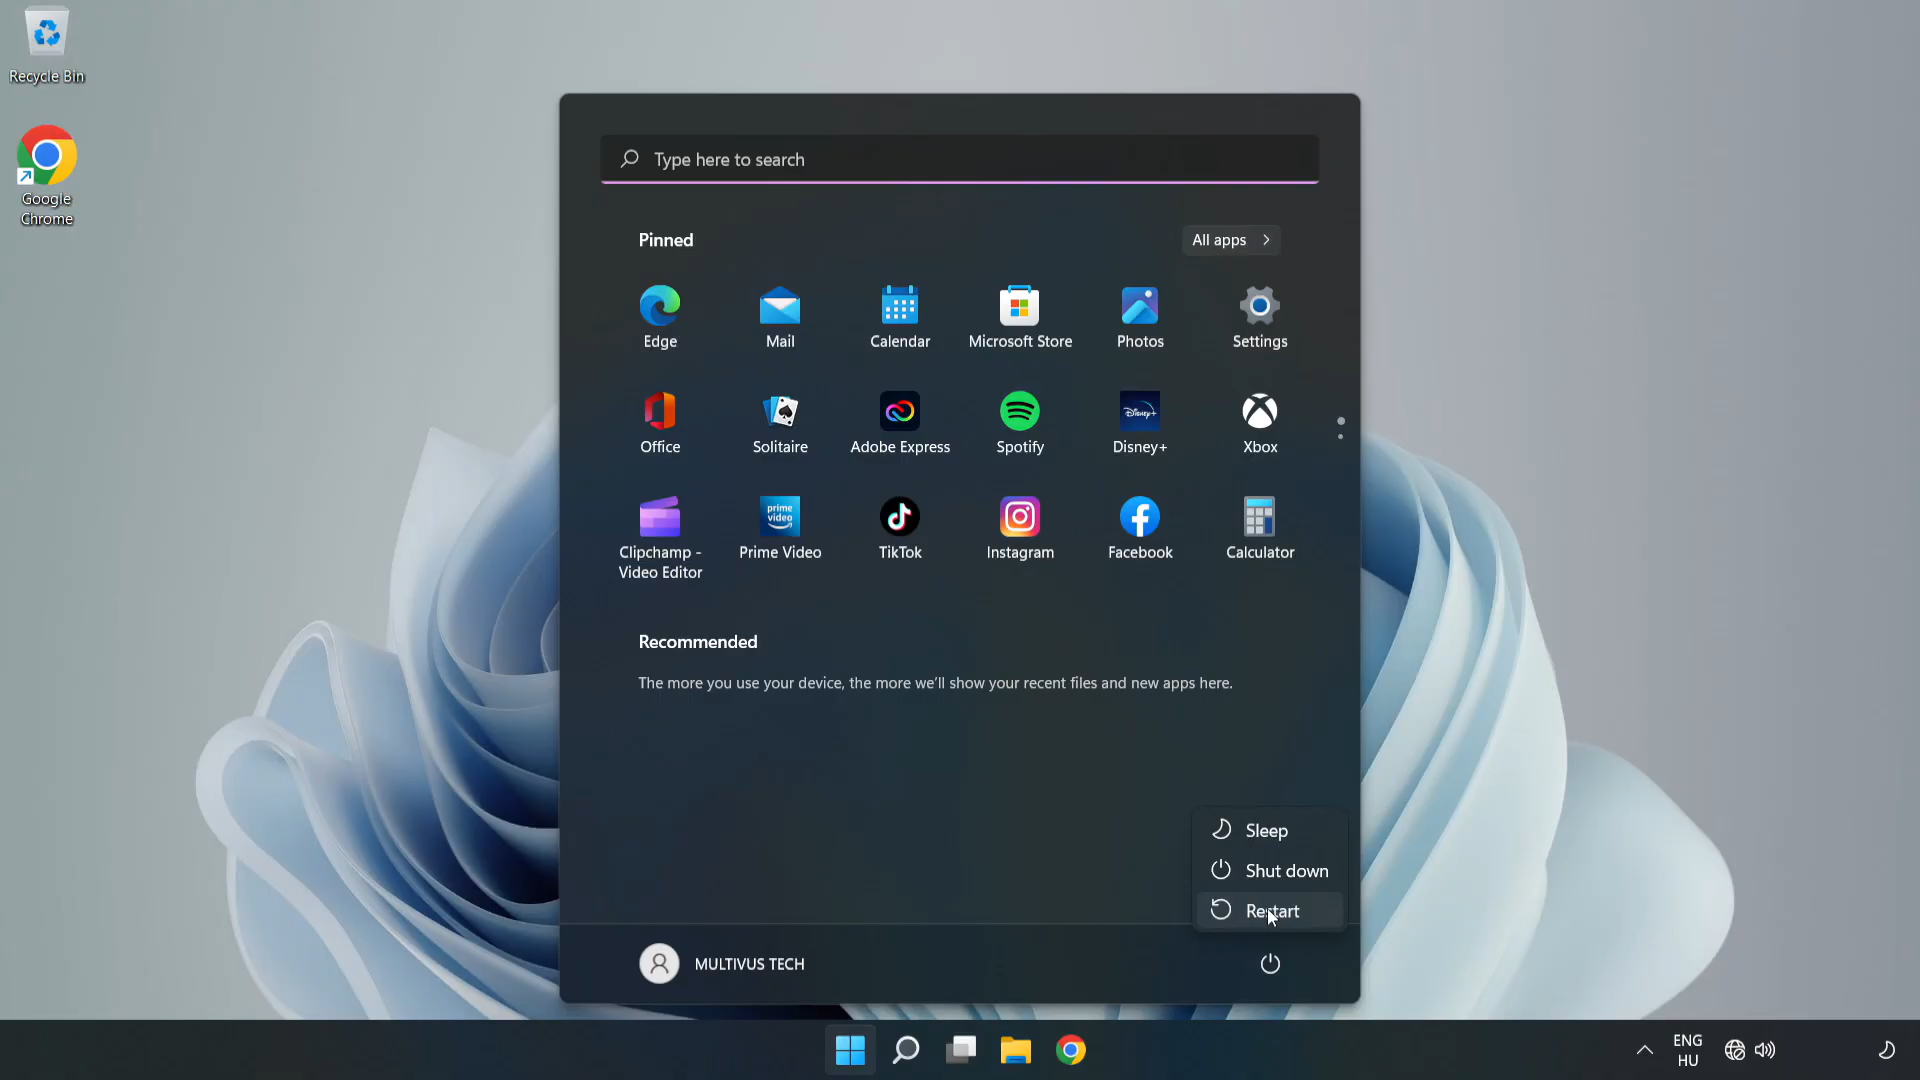 Recycle Bin
Google
Chrome
Type here to search
Pinned
All apps
Edge
Mail
Calendar
Microsoft Store
Photos
Settings
Office
Solitaire
Adobe Express
Spotify
Disney+
Disney+
Xbox
prime
video
Clipchamp -
Video Editor
Prime Video
TikTok
Instagram
Facebook
Calculator
Recommended
The more you use your device, the more we'll show your recent files and new apps here.
Sleep
Shut down
Restart
MULTIVUS TECH
ENG
HU